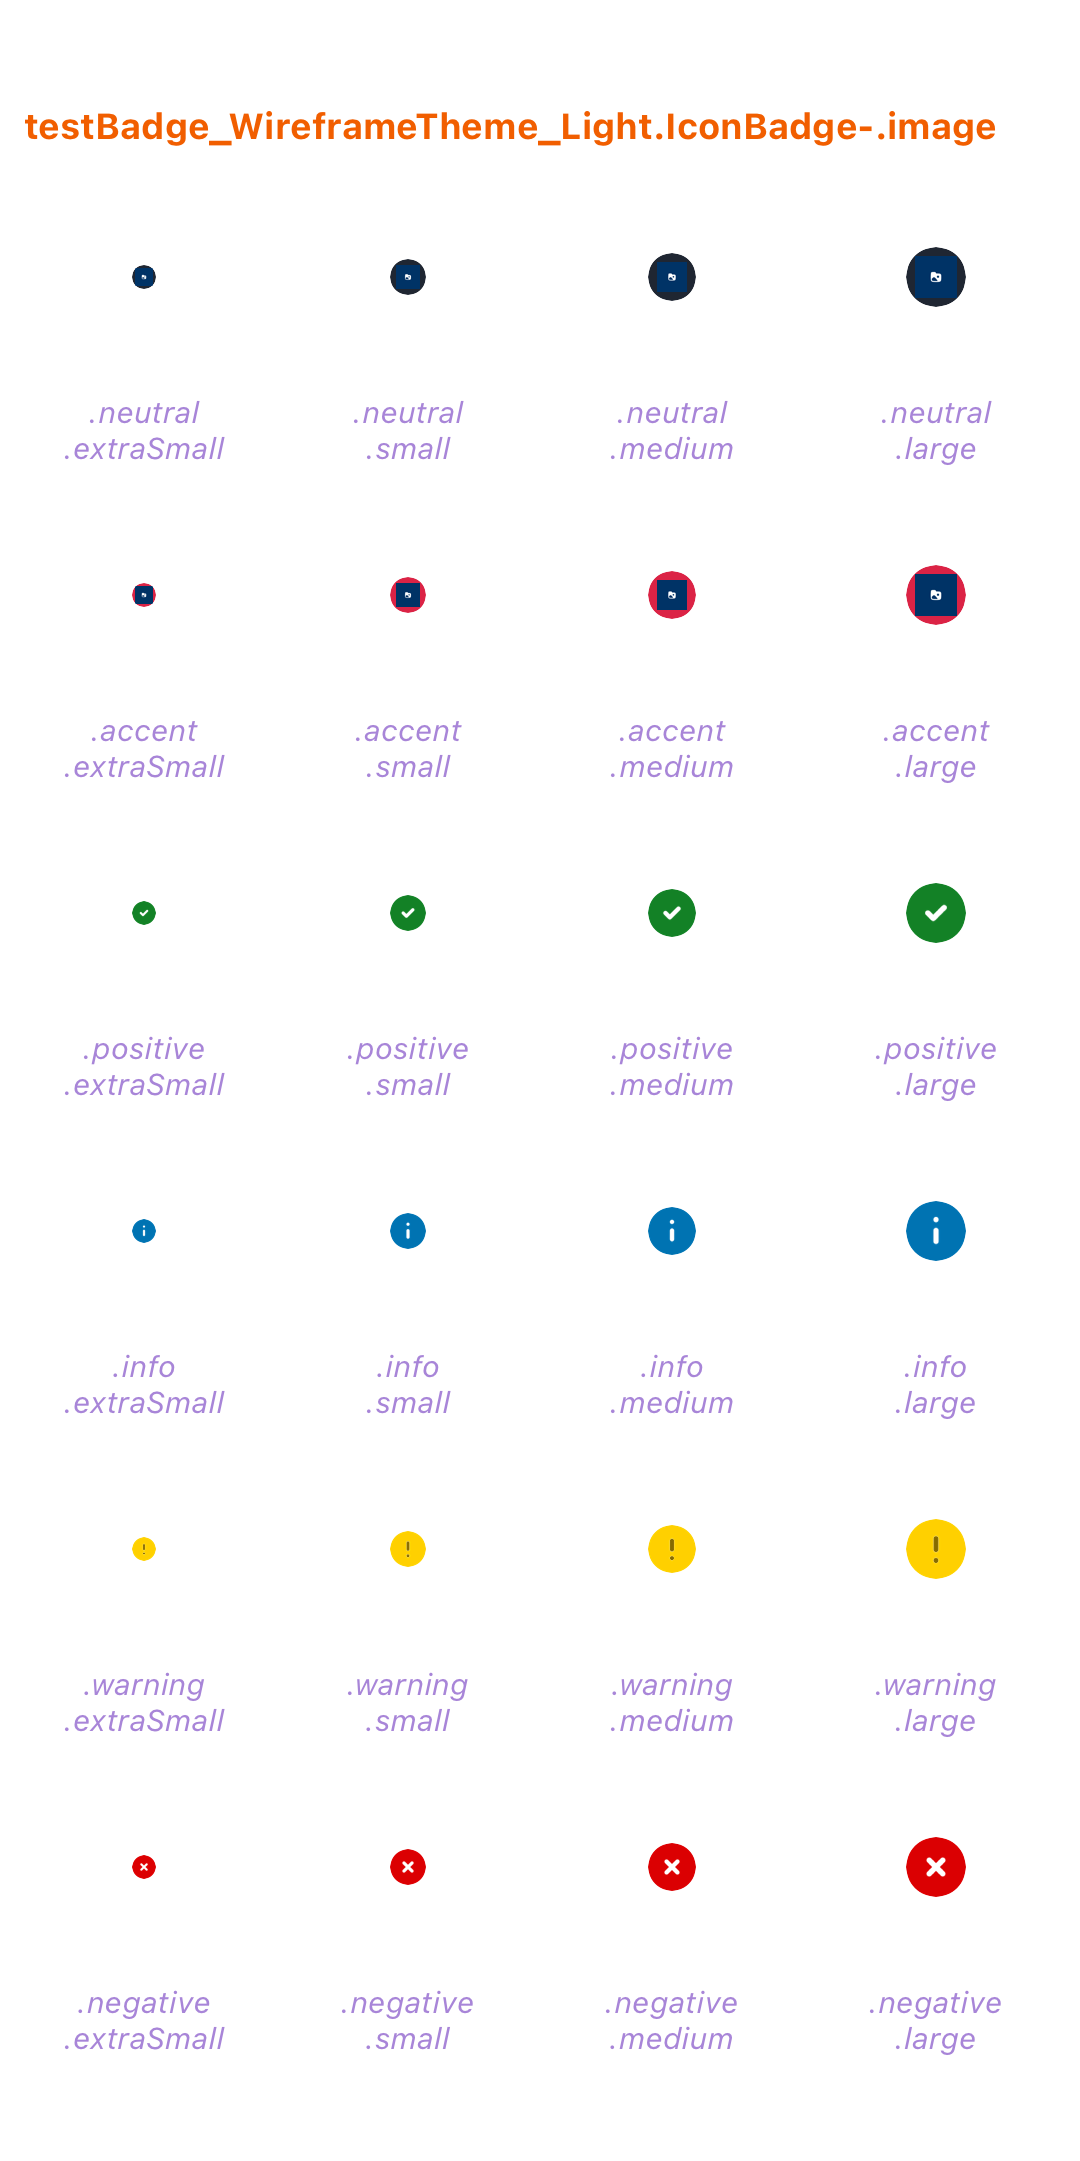 testBadge_WireframeTheme_Light.IconBadge-.image
.neutral .neutral .neutral .neutral
.extraSmall .small .medium .large
.accent .accent .accent .accent
.extraSmall .small .medium .large
.positive .positive .positive .positive
.extraSmall .small .medium .large
.info .info .info .info
.extraSmall .small .medium .large
.warning .warning .warning .warning
.extraSmall .small .medium .large
.negative .negative .negative .negative
.extraSmall .small .medium .large